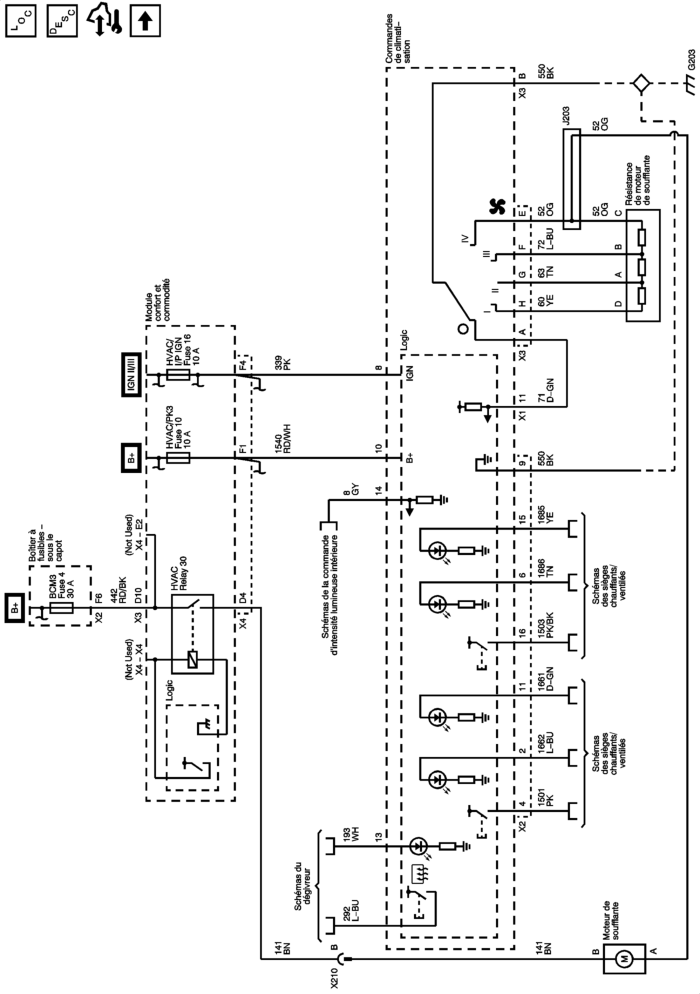 LOC
DESC
B+
Boîtier à
fusibles –
sous le
capot
BCM3
Fuse 4
30 A
F6
X2
442
RD/BK
X3
D10
(Not Used)
X4 – X4
(Not Used)
X4 – E2
HVAC
Relay 30
Logic
X4
D4
B+
HVAC/PK3
Fuse 10
10 A
F1
1540
RD/WH
10
B+
IGN II/III
HVAC/
I/P IGN
Fuse 16
10 A
F4
339
PK
8
IGN
Module
confort et
commodité
Commandes
de climati–
sation
Logic
Schémas de la commande
d'intensité lumineuse intérieure
8
GY
14
Schémas du
dégivreur
292
L–BU
193
WH
13
141
BN
X210
B
141
BN
Moteur de
soufflante
B
M
A
X2
4
1501
PK
2
1662
L–BU
11
1661
D–GN
Schémas
des sièges
chauffants/
ventilés
16
1503
PK/BK
6
1686
TN
15
1685
YE
Schémas
des sièges
chauffants/
ventilés
9
550
BK
X1
11
71
D–GN
X3
A
H
60
YE
G
63
TN
F
72
L–BU
E
52
OG
I
II
III
IV
X3
B
550
BK
J203
52
OG
52
OG
Résistance
de moteur
de soufflante
D
A
B
C
G203